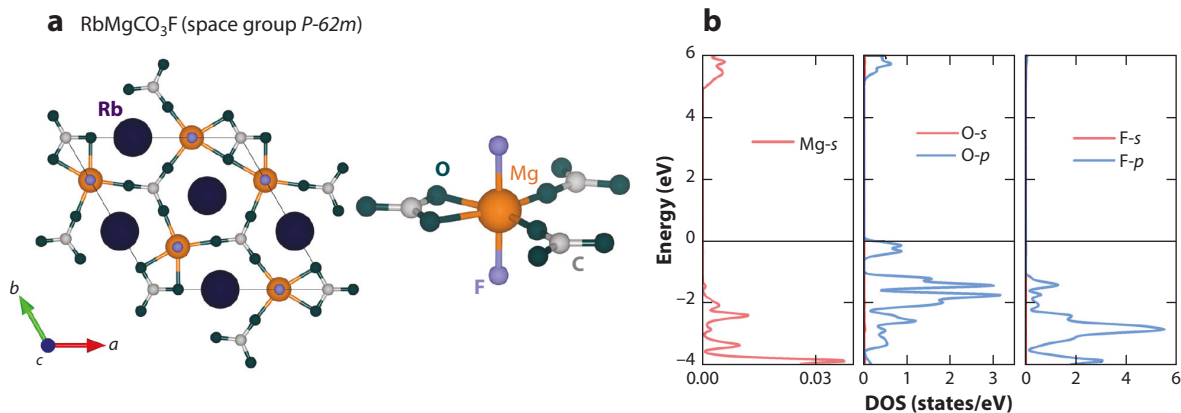 a RbMgCO₃F (space group P-62m)
Rb
O
Mg
F
C
b
a
c
b
6
4
2
0
−2
−4
Energy (eV)
Mg-s
O-s
O-p
F-s
F-p
0.00
0.03
0
1
2
3
0
2
4
6
DOS (states/eV)